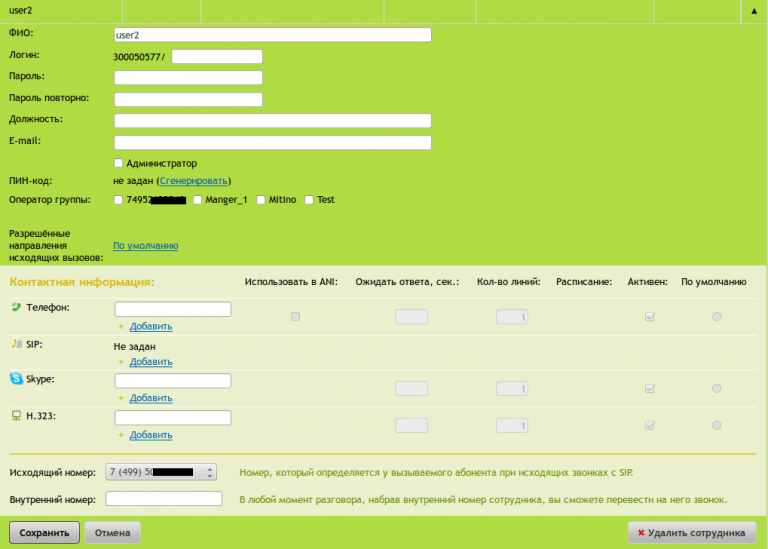 user2
ФИО: user2
Логин: 300050577/
Пароль:
Пароль повторно:
Должность:
E-mail:
Администратор
ПИН-код: не задан (Сгенерировать)
Оператор группы: 74952 Manger_1 Mitino Test
Разрешённые
направления
исходящих вызовов: По умолчанию
Контактная информация: Использовать в ANI: Ожидать ответа, сек.: Кол-во линий: Расписание: Активен: По умолчанию
Телефон: 1
+ Добавить
SIP: Не задан
+ Добавить
Skype: 1
+ Добавить
H.323: 1
+ Добавить
Исходящий номер: 7 (499) 50 Номер, который определяется у вызываемого абонента при исходящих звонках с SIP.
Внутренний номер: В любой момент разговора, набрав внутренний номер сотрудника, вы сможете перевести на него звонок.
Сохранить Отмена Удалить сотрудника